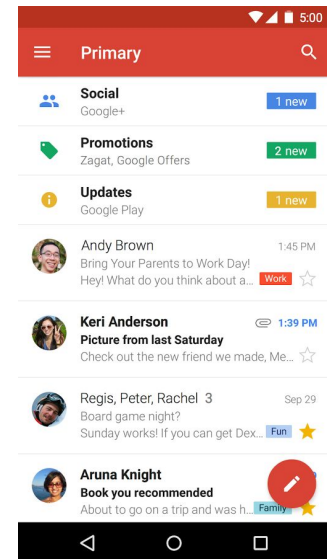 5:00
Primary
Social
Google+
1 new
Promotions
Zagat, Google Offers
2 new
Updates
Google Play
1 new
Andy Brown 1:45 PM
Bring Your Parents to Work Day!
Hey! What do you think about a... Work
Keri Anderson 1:39 PM
Picture from last Saturday
Check out the new friend we made, Me...
Regis, Peter, Rachel 3 Sep 29
Board game night?
Sunday works! If you can get Dex... Fun
Aruna Knight
Book you recommended
About to go on a trip and was h... Family